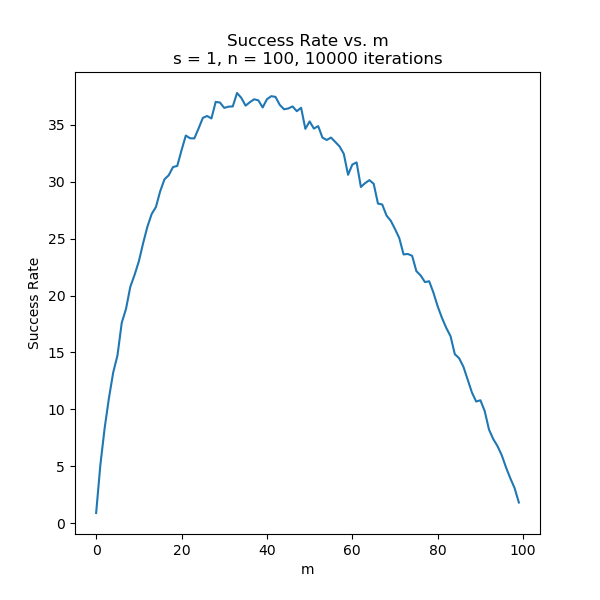 Success Rate vs. m
s = 1, n = 100, 10000 iterations
Success Rate
35
30
25
20
15
10
5
0
0 20 40 60 80 100
m